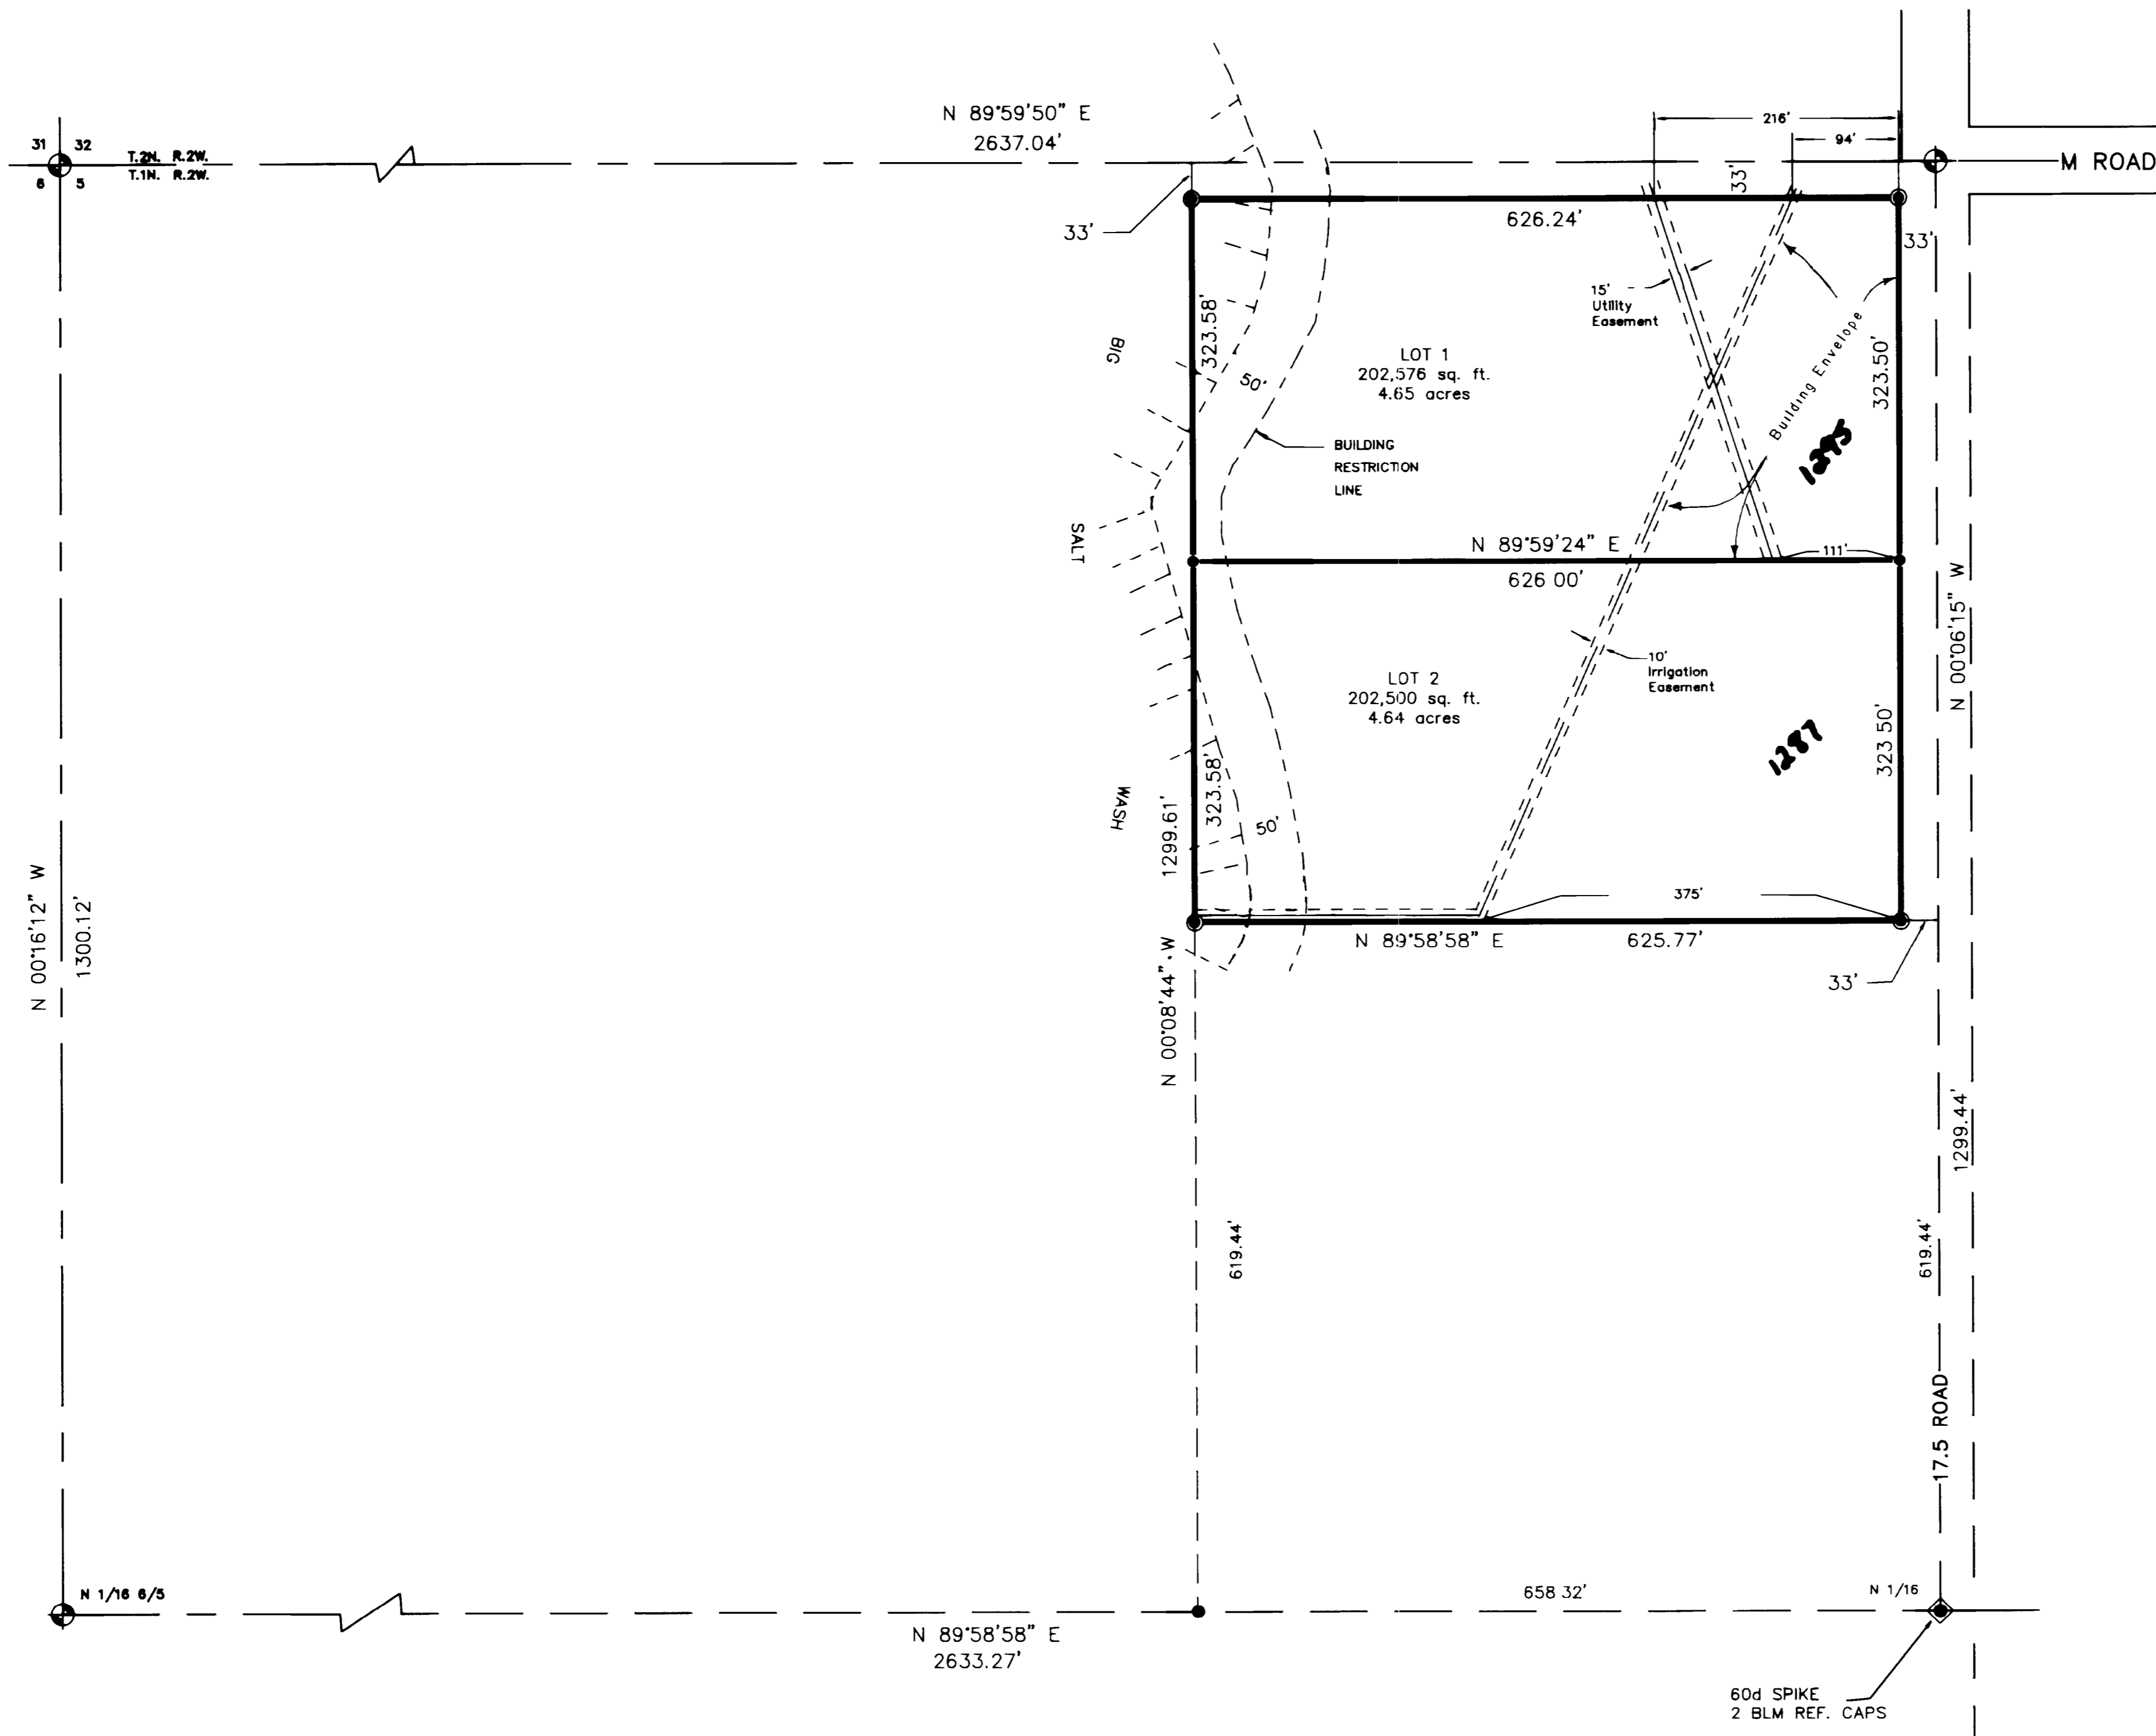 N 89°59'50" E
2637.04'
216'
94'
31 32
6 5
T.2N. R.2W.
T.1N. R.2W.
M ROAD
33'
33'
626.24'
33'
15'
Utility
Easement
Building Envelope
323.58'
323.50'
BIG
50'
LOT 1
202,576 sq. ft.
4.65 acres
BUILDING
RESTRICTION
LINE
1295
SALT
N 89°59'24" E
111'
626 00'
N 00°06'15" W
10'
Irrigation
Easement
LOT 2
202,500 sq. ft.
4.64 acres
1287
323 50'
323.58'
WASH
1299.61'
50'
375'
N 89°58'58" E
625.77'
33'
N 00°16'12" W
1300.12'
N 00°08'44" W
1299.44'
619.44'
619.44'
17.5 ROAD
N 1/16 6/5
658 32'
N 1/16
N 89°58'58" E
2633.27'
60d SPIKE
2 BLM REF. CAPS